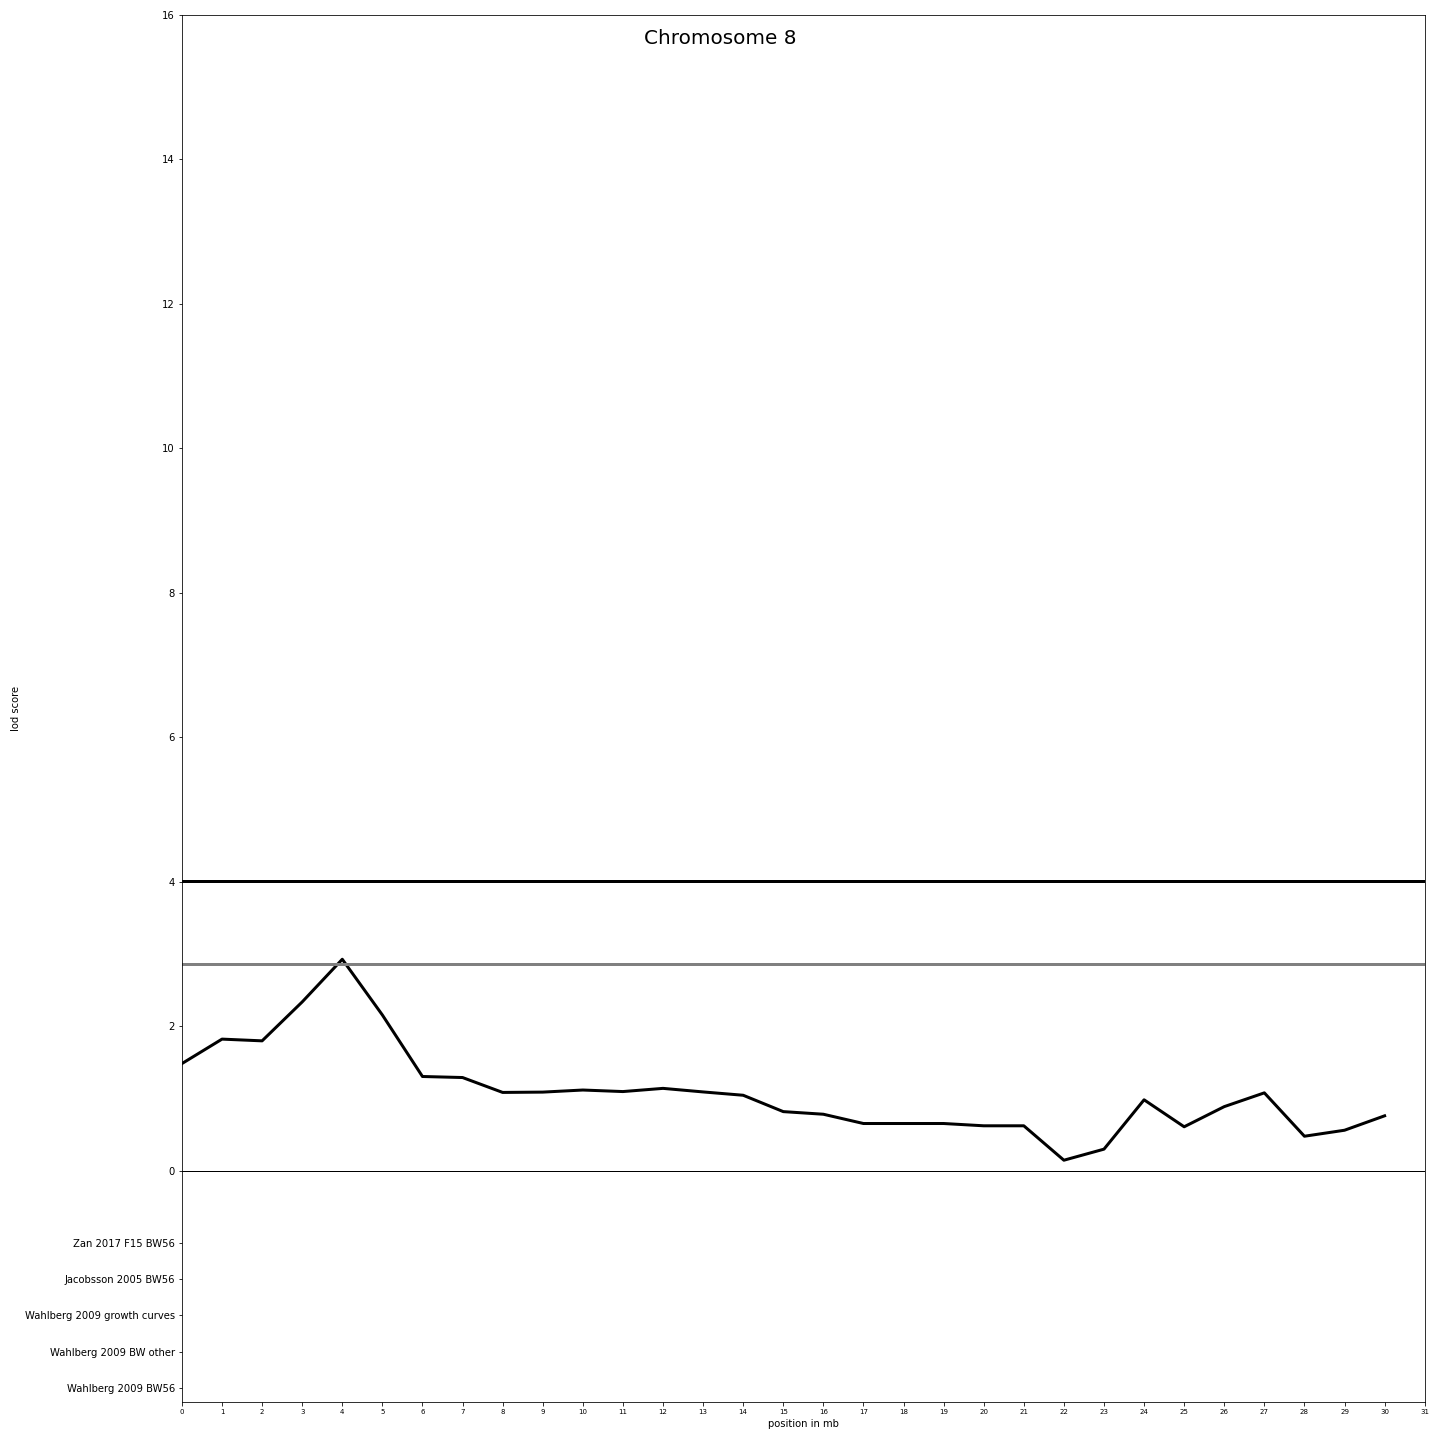 Chromosome 8
16
14
12
10
8
6
4
2
0
lod score
Zan 2017 F15 BW56
Jacobsson 2005 BW56
Wahlberg 2009 growth curves
Wahlberg 2009 BW other
Wahlberg 2009 BW56
0 1 2 3 4 5 6 7 8 9 10 11 12 13 14 15 16 17 18 19 20 21 22 23 24 25 26 27 28 29 30 31
position in mb